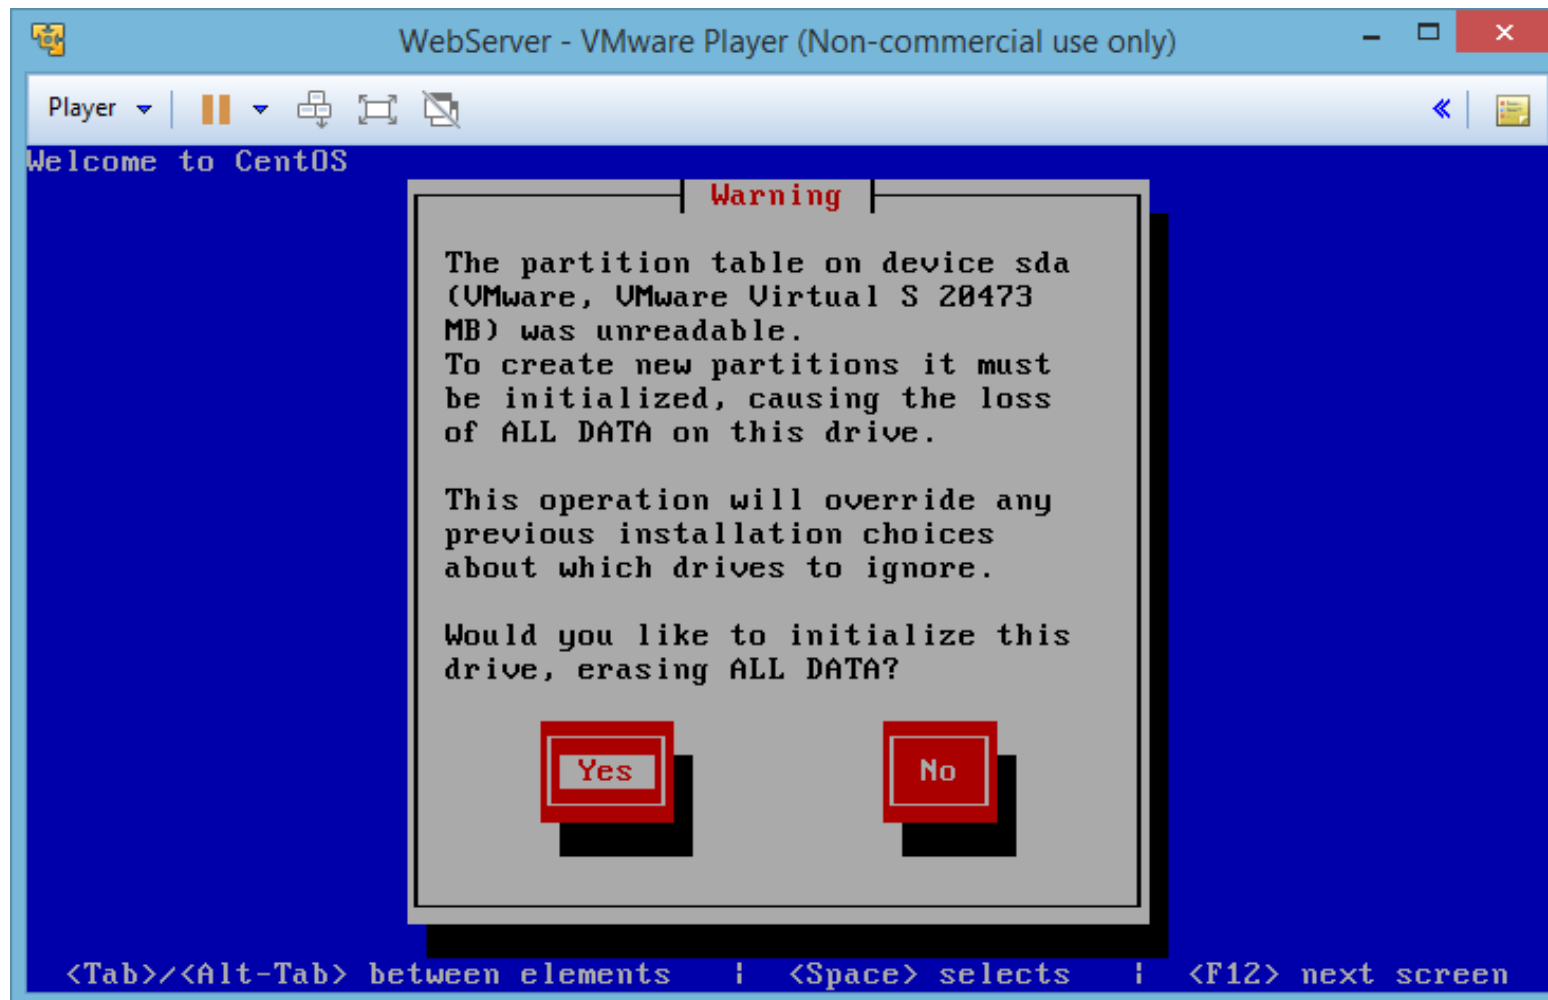 WebServer - VMware Player (Non-commercial use only)
Player
Welcome to CentOS
Warning
The partition table on device sda
(VMware, VMware Virtual S 20473
MB) was unreadable.
To create new partitions it must
be initialized, causing the loss
of ALL DATA on this drive.
This operation will override any
previous installation choices
about which drives to ignore.
Would you like to initialize this
drive, erasing ALL DATA?
Yes
No
<Tab>/<Alt-Tab> between elements | <Space> selects | <F12> next screen